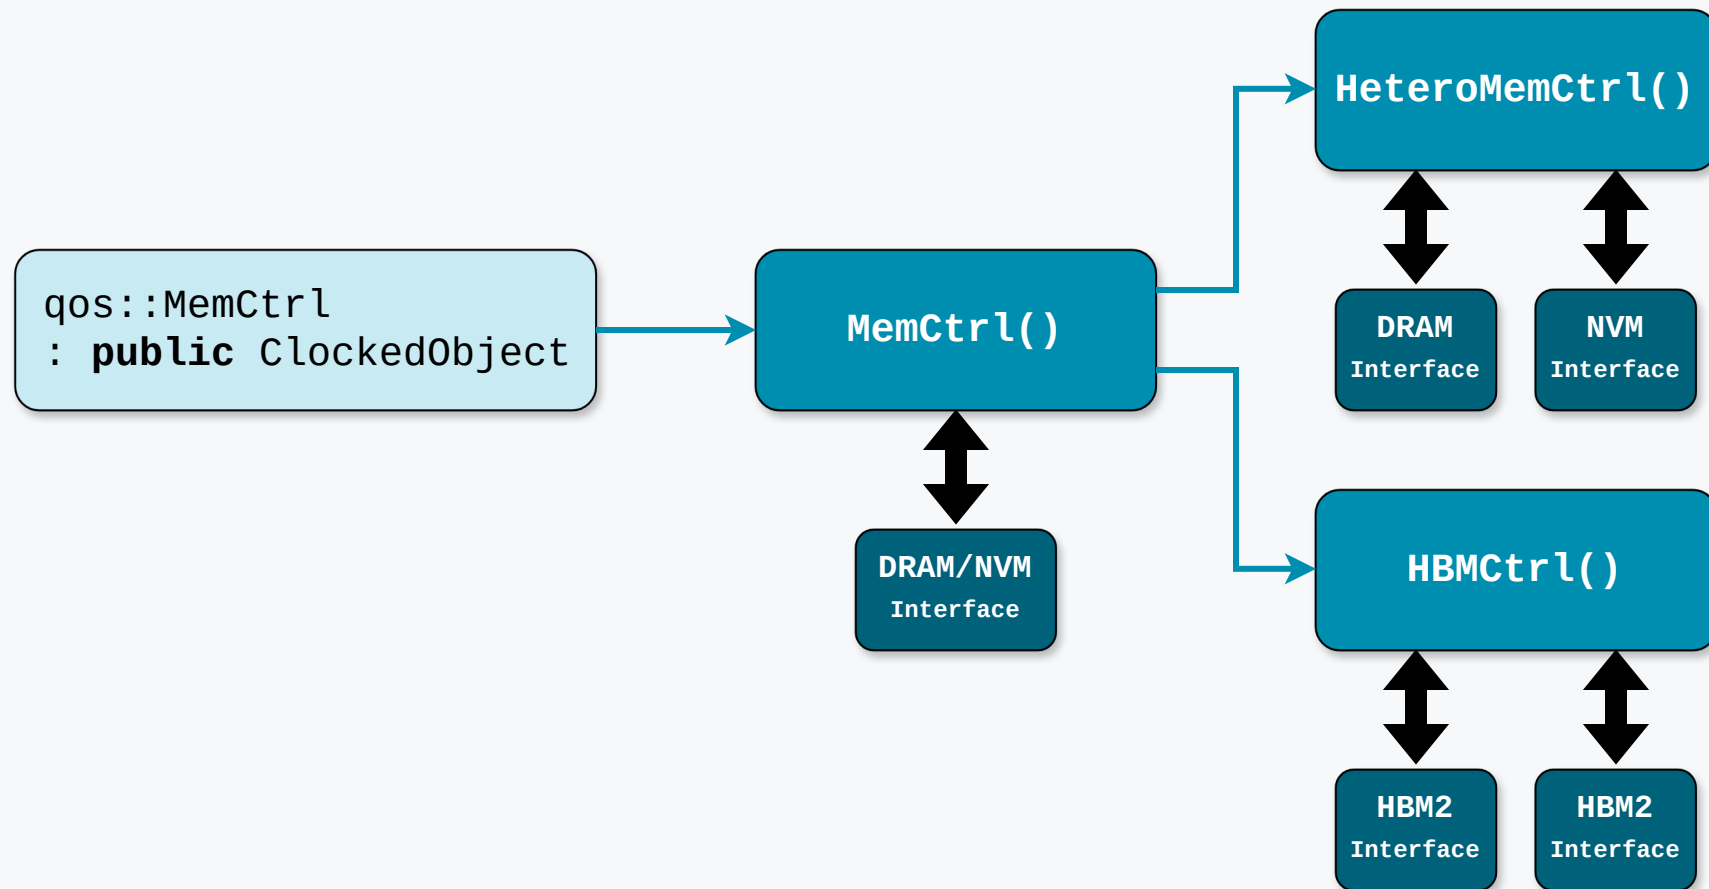 qos::MemCtrl
: public ClockedObject
MemCtrl()
DRAM/NVM
Interface
HeteroMemCtrl()
DRAM
Interface
NVM
Interface
HBMCtrl()
HBM2
Interface
HBM2
Interface